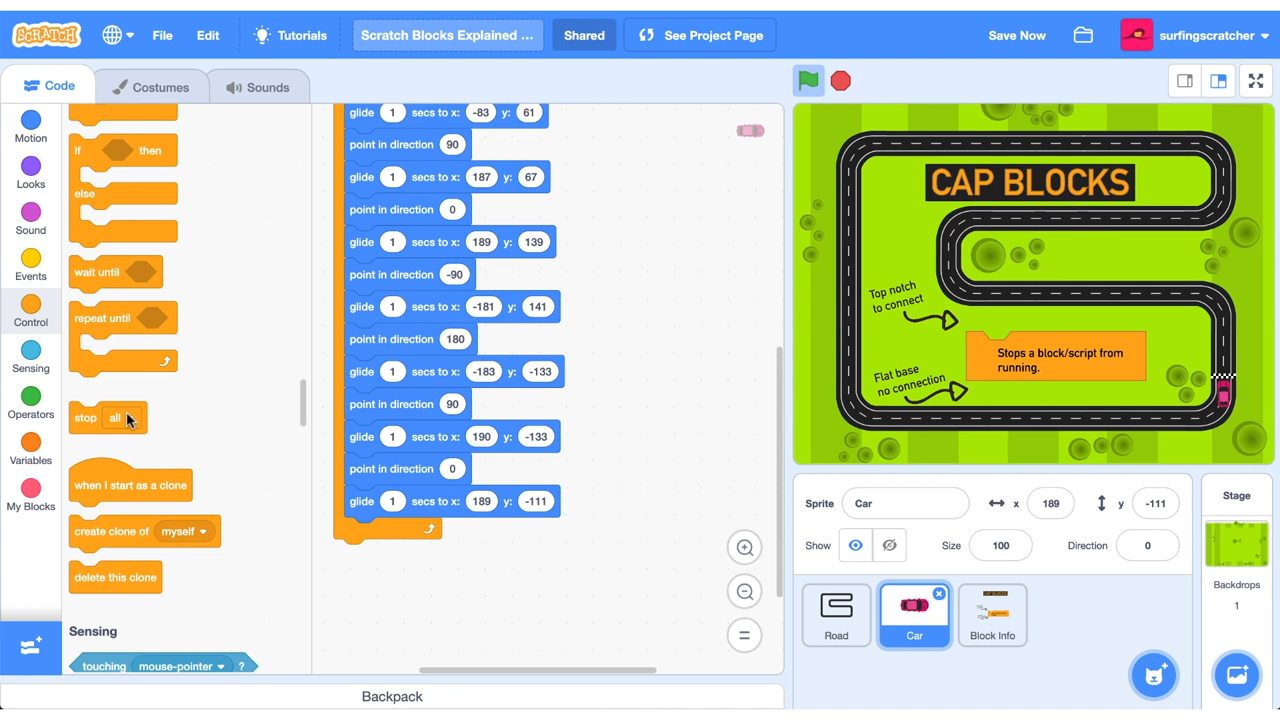 SCRATCH
File
Edit
Tutorials
Scratch Blocks Explained ...
Shared
See Project Page
Save Now
surfingscratcher
Code
Costumes
Sounds
Motion
Looks
Sound
Events
Control
Sensing
Operators
Variables
My Blocks
if then
else
wait until
repeat until
stop all
when I start as a clone
create clone of myself
delete this clone
Sensing
touching mouse-pointer ?
glide 1 secs to x: -83 y: 61
point in direction 90
glide 1 secs to x: 187 y: 67
point in direction 0
glide 1 secs to x: 189 y: 139
point in direction -90
glide 1 secs to x: -181 y: 141
point in direction 180
glide 1 secs to x: -183 y: -133
point in direction 90
glide 1 secs to x: 190 y: -133
point in direction 0
glide 1 secs to x: 189 y: -111
Backpack
CAP BLOCKS
Top notch
to connect
Stops a block/script from
running.
Flat base
no connection
Sprite Car x 189 y -111
Show Size 100 Direction 0
Road
Car
Block Info
Stage
Backdrops
1